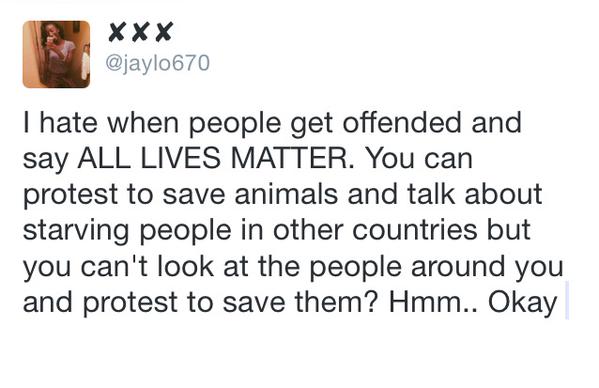 ✘✘✘
@jaylo670
I hate when people get offended and
say ALL LIVES MATTER. You can
protest to save animals and talk about
starving people in other countries but
you can't look at the people around you
and protest to save them? Hmm.. Okay